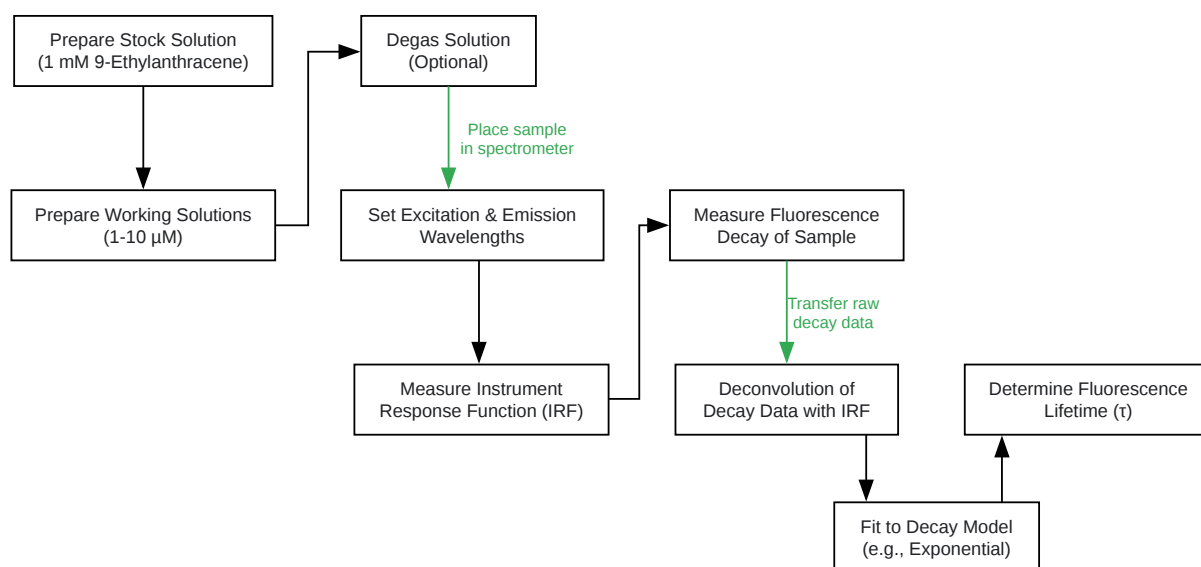 Prepare Stock Solution
(1 mM 9-Ethylanthracene)
Degas Solution
(Optional)
Place sample
in spectrometer
Prepare Working Solutions
(1-10 µM)
Set Excitation & Emission
Wavelengths
Measure Fluorescence
Decay of Sample
Transfer raw
decay data
Measure Instrument
Response Function (IRF)
Deconvolution of
Decay Data with IRF
Determine Fluorescence
Lifetime (τ)
Fit to Decay Model
(e.g., Exponential)